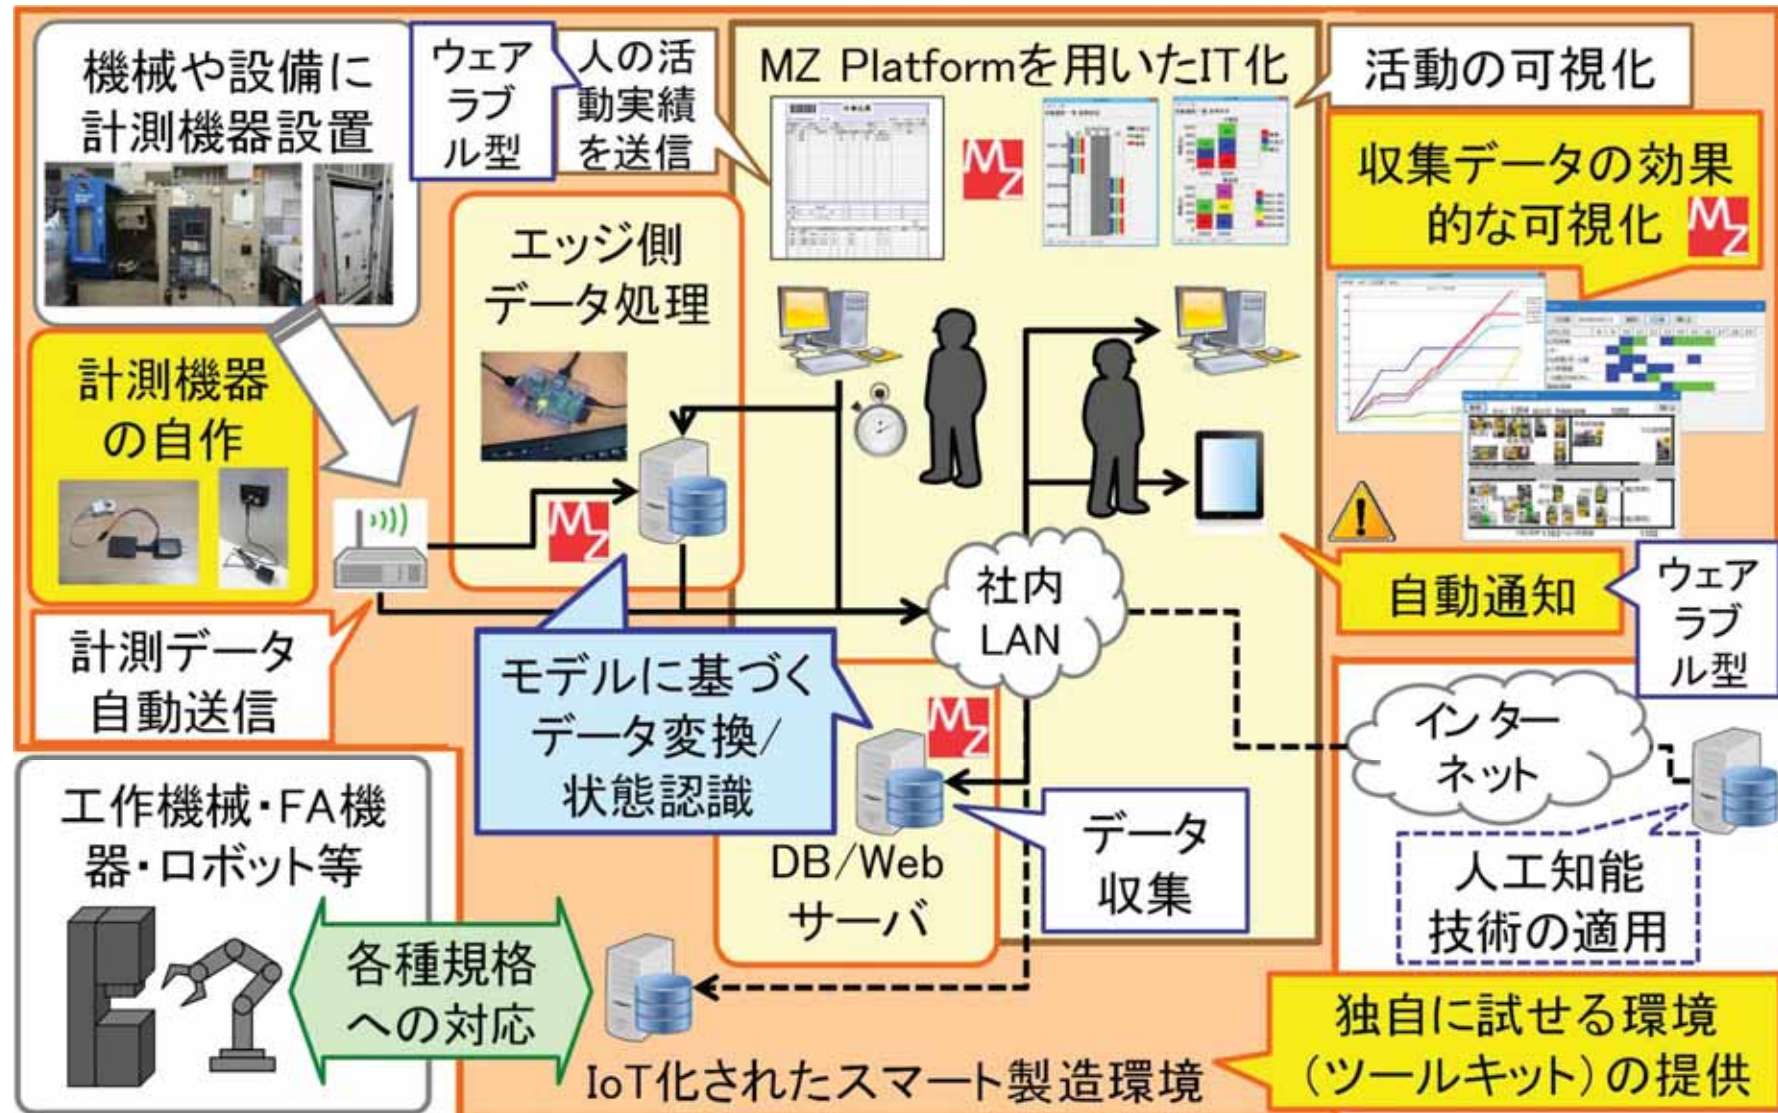 機械や設備に
計測機器設置
ウェア
ラブ
ル型
人の活
動実績
を送信
MZ Platformを用いたIT化
MZ
活動の可視化
収集データの効果
的な可視化
MZ
エッジ側
データ処理
MZ
計測機器
の自作
計測データ
自動送信
社内
LAN
自動通知
ウェア
ラブ
ル型
モデルに基づく
データ変換/
状態認識
MZ
DB/Web
サーバ
データ
収集
インター
ネット
人工知能
技術の適用
工作機械・FA機
器・ロボット等
各種規格
への対応
IoT化されたスマート製造環境
独自に試せる環境
(ツールキット)の提供